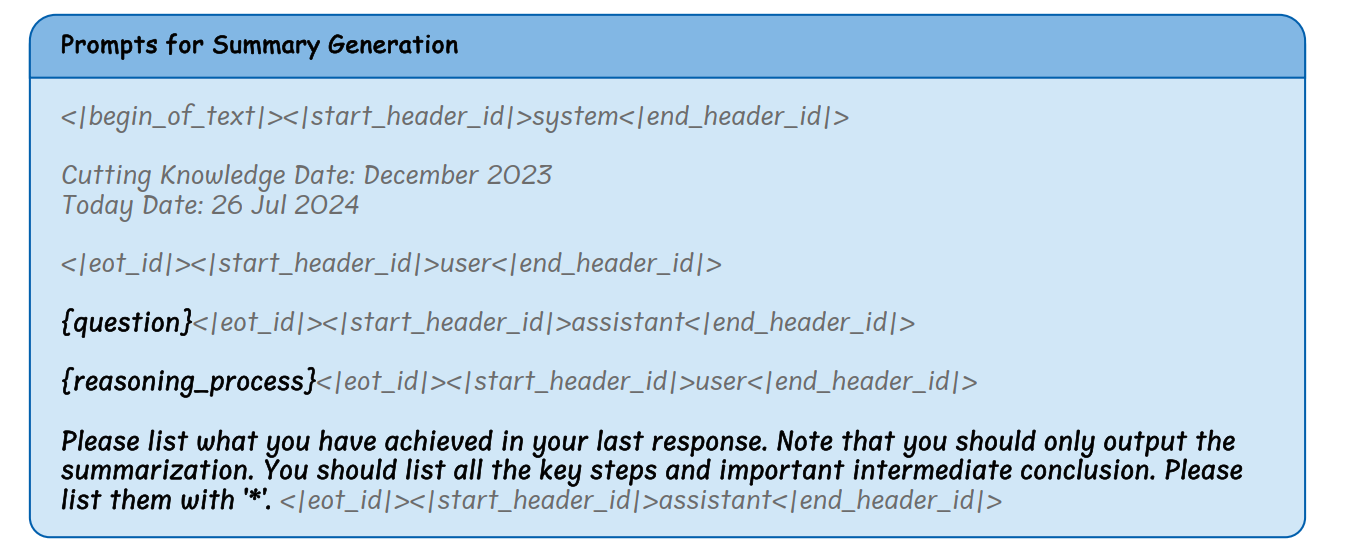 Prompts for Summary Generation
<|begin_of_text|><|start_header_id|>system<|end_header_id|>
Cutting Knowledge Date: December 2023
Today Date: 26 Jul 2024
<|eot_id|><|start_header_id|>user<|end_header_id|>
{question}<|eot_id|><|start_header_id|>assistant<|end_header_id|>
{reasoning_process}<|eot_id|><|start_header_id|>user<|end_header_id|>
Please list what you have achieved in your last response. Note that you should only output the
summarization. You should list all the key steps and important intermediate conclusion. Please
list them with '*'. <|eot_id|><|start_header_id|>assistant<|end_header_id|>